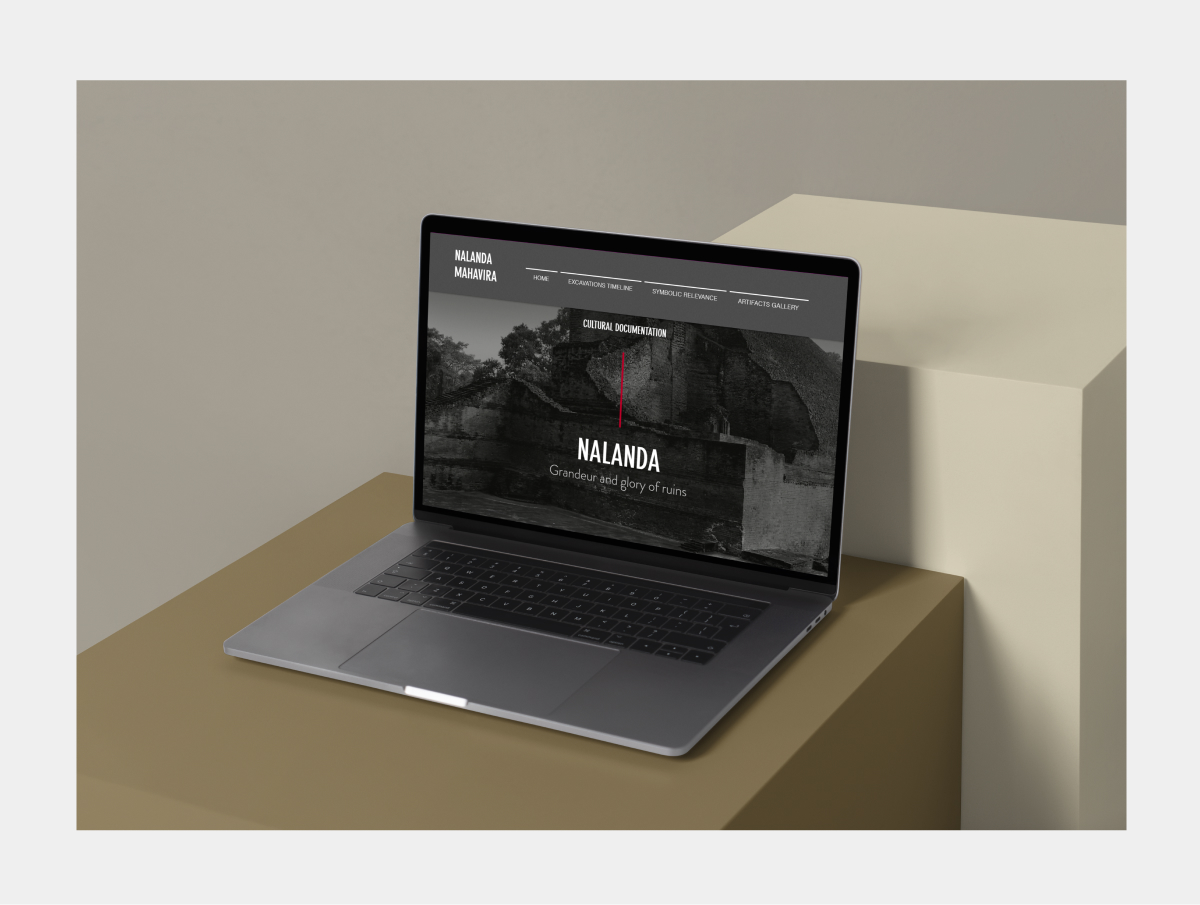 NALANDA
MAHAVIRA
HOME
EXCAVATIONS TIMELINE
SYMBOLIC RELEVANCE
ARTIFACTS GALLERY
CULTURAL DOCUMENTATION
NALANDA
Grandeur and glory of ruins